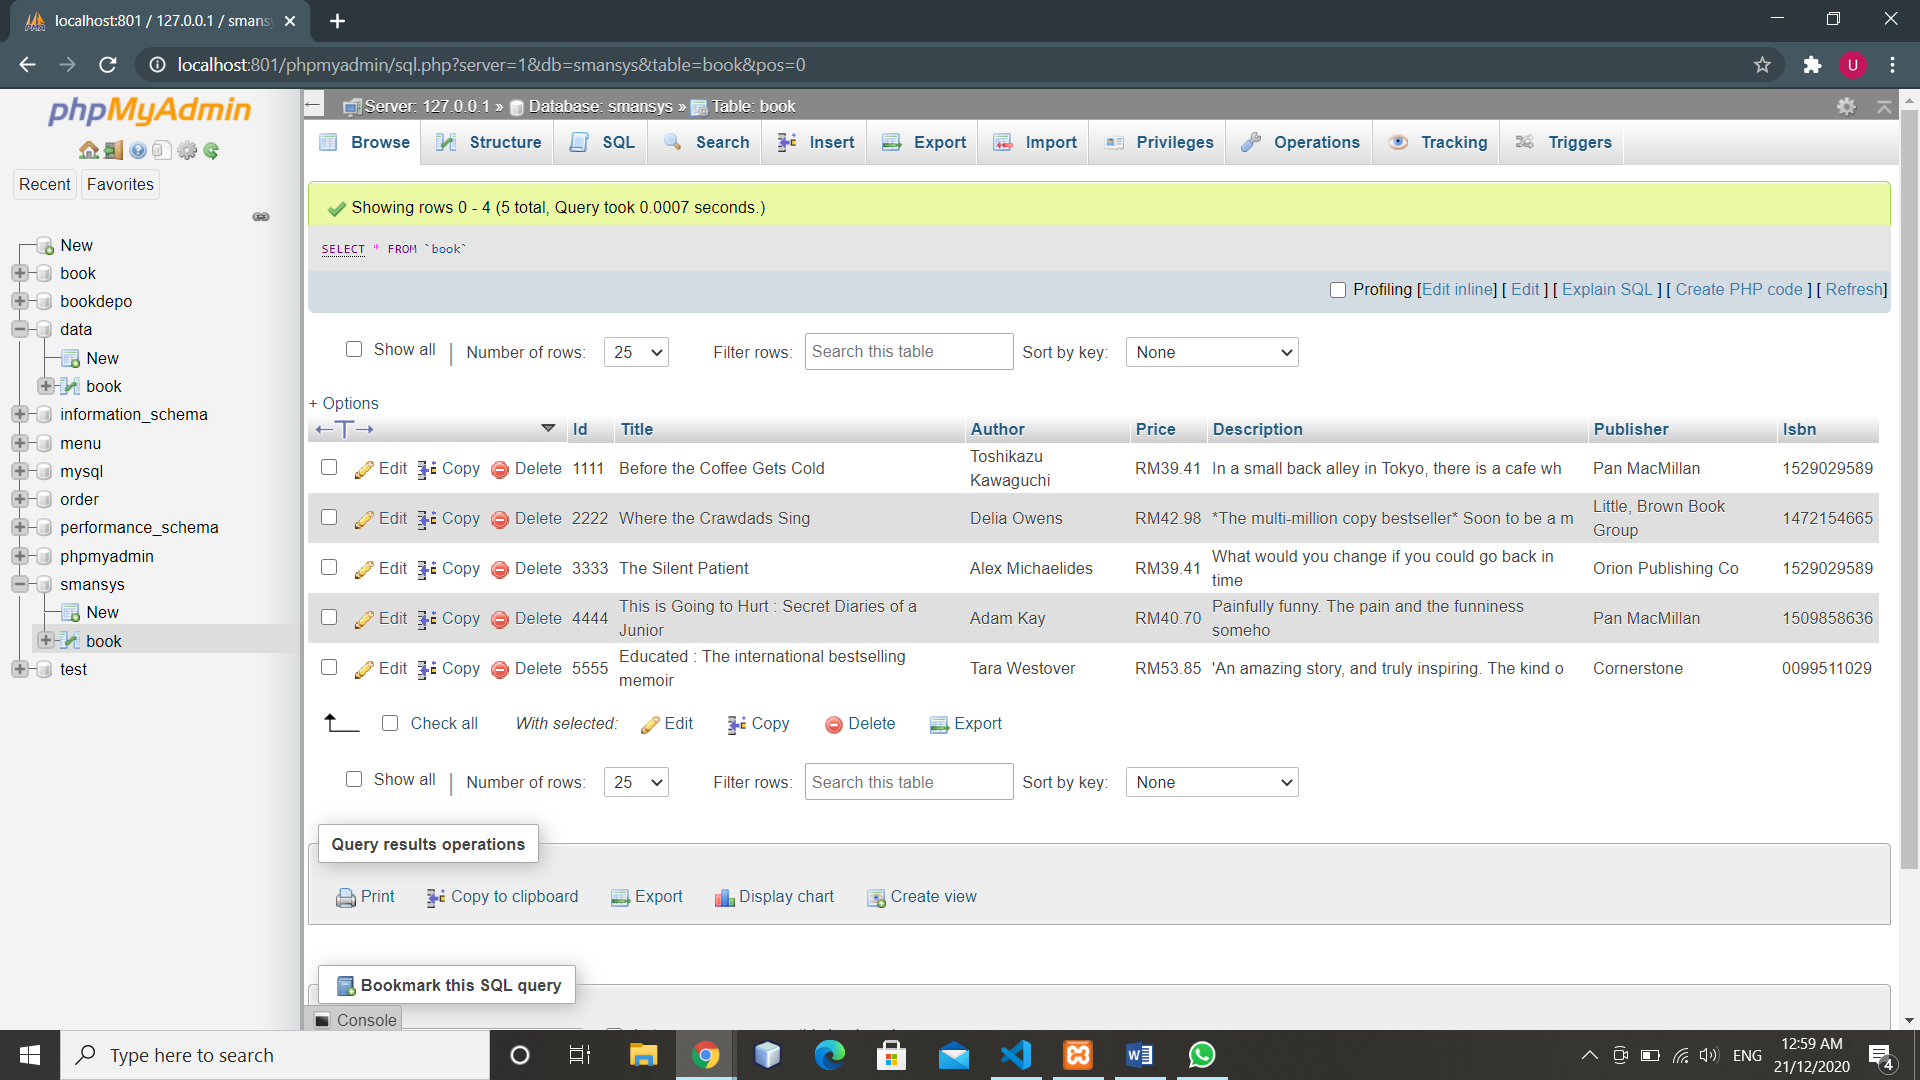 localhost:801 / 127.0.0.1 / smans
localhost:801/phpmyadmin/sql.php?server=1&db=smansys&table=book&pos=0
U
phpMyAdmin
Recent Favorites
New
book
bookdepo
data
New
book
information_schema
menu
mysql
order
performance_schema
phpmyadmin
smansys
New
book
test
Server: 127.0.0.1 » Database: smansys » Table: book
Browse Structure SQL Search Insert Export Import Privileges Operations Tracking Triggers
Showing rows 0 - 4 (5 total, Query took 0.0007 seconds.)
SELECT * FROM `book`
Profiling [Edit inline] [ Edit ] [ Explain SQL ] [ Create PHP code ] [ Refresh]
Show all | Number of rows: 25 Filter rows: Search this table Sort by key: None
+ Options
←T→ Id Title Author Price Description Publisher Isbn
Edit Copy Delete 1111 Before the Coffee Gets Cold Toshikazu Kawaguchi RM39.41 In a small back alley in Tokyo, there is a cafe wh Pan MacMillan 1529029589
Edit Copy Delete 2222 Where the Crawdads Sing Delia Owens RM42.98 *The multi-million copy bestseller* Soon to be a m Little, Brown Book Group 1472154665
Edit Copy Delete 3333 The Silent Patient Alex Michaelides RM39.41 What would you change if you could go back in time Orion Publishing Co 1529029589
Edit Copy Delete 4444 This is Going to Hurt : Secret Diaries of a Junior Adam Kay RM40.70 Painfully funny. The pain and the funniness someho Pan MacMillan 1509858636
Edit Copy Delete 5555 Educated : The international bestselling memoir Tara Westover RM53.85 'An amazing story, and truly inspiring. The kind o Cornerstone 0099511029
Check all With selected: Edit Copy Delete Export
Show all | Number of rows: 25 Filter rows: Search this table Sort by key: None
Query results operations
Print Copy to clipboard Export Display chart Create view
Bookmark this SQL query
Console
Type here to search
ENG
12:59 AM
21/12/2020
4